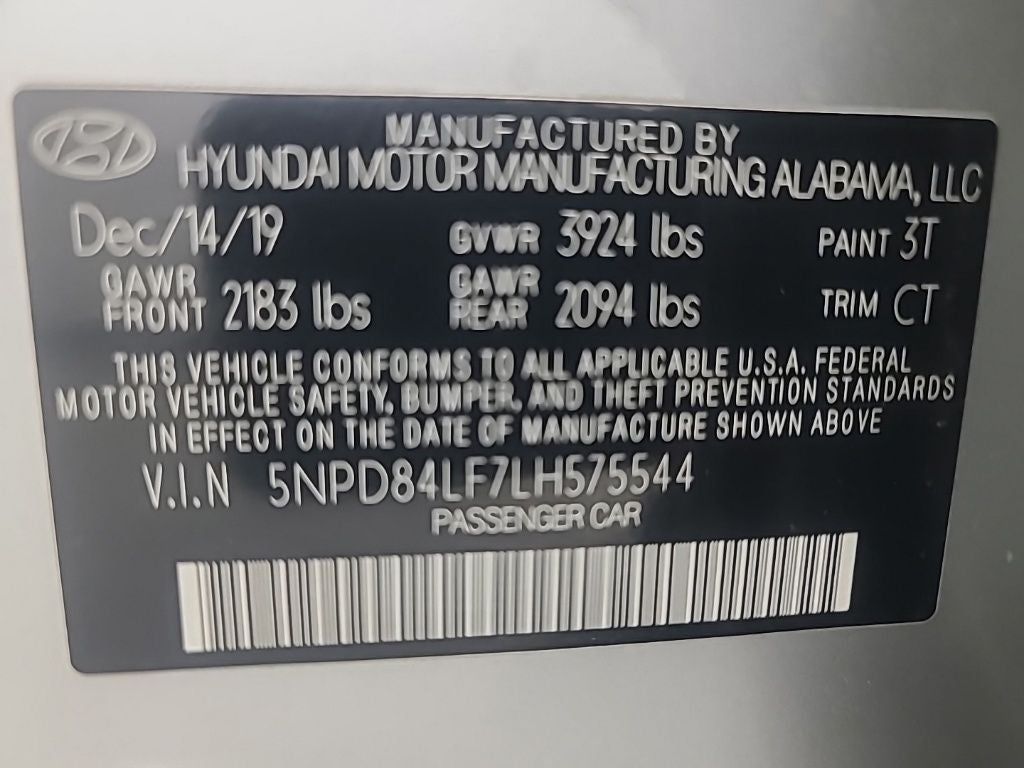 MANUFACTURED BY
HYUNDAI MOTOR MANUFACTURING ALABAMA, LLC
Dec/14/19 GVWR 3924 lbs PAINT 3T
GAWR FRONT 2183 lbs GAWR REAR 2094 lbs TRIM CT
THIS VEHICLE CONFORMS TO ALL APPLICABLE U.S.A. FEDERAL
MOTOR VEHICLE SAFETY, BUMPER, AND THEFT PREVENTION STANDARDS
IN EFFECT ON THE DATE OF MANUFACTURE SHOWN ABOVE
V.I.N 5NPD84LF7LH575544
PASSENGER CAR